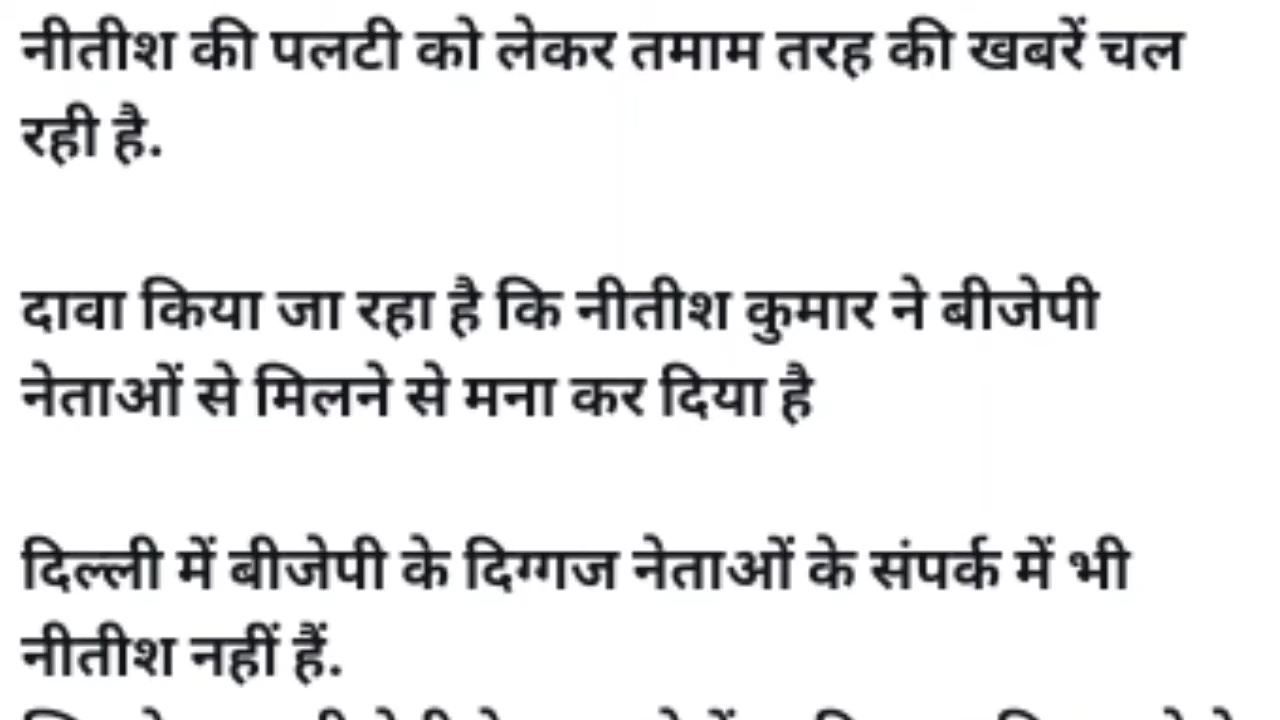 नीतीश की पलटी को लेकर तमाम तरह की खबरें चल
रही है.
दावा किया जा रहा है कि नीतीश कुमार ने बीजेपी
नेताओं से मिलने से मना कर दिया है
दिल्ली में बीजेपी के दिग्गज नेताओं के संपर्क में भी
नीतीश नहीं हैं.